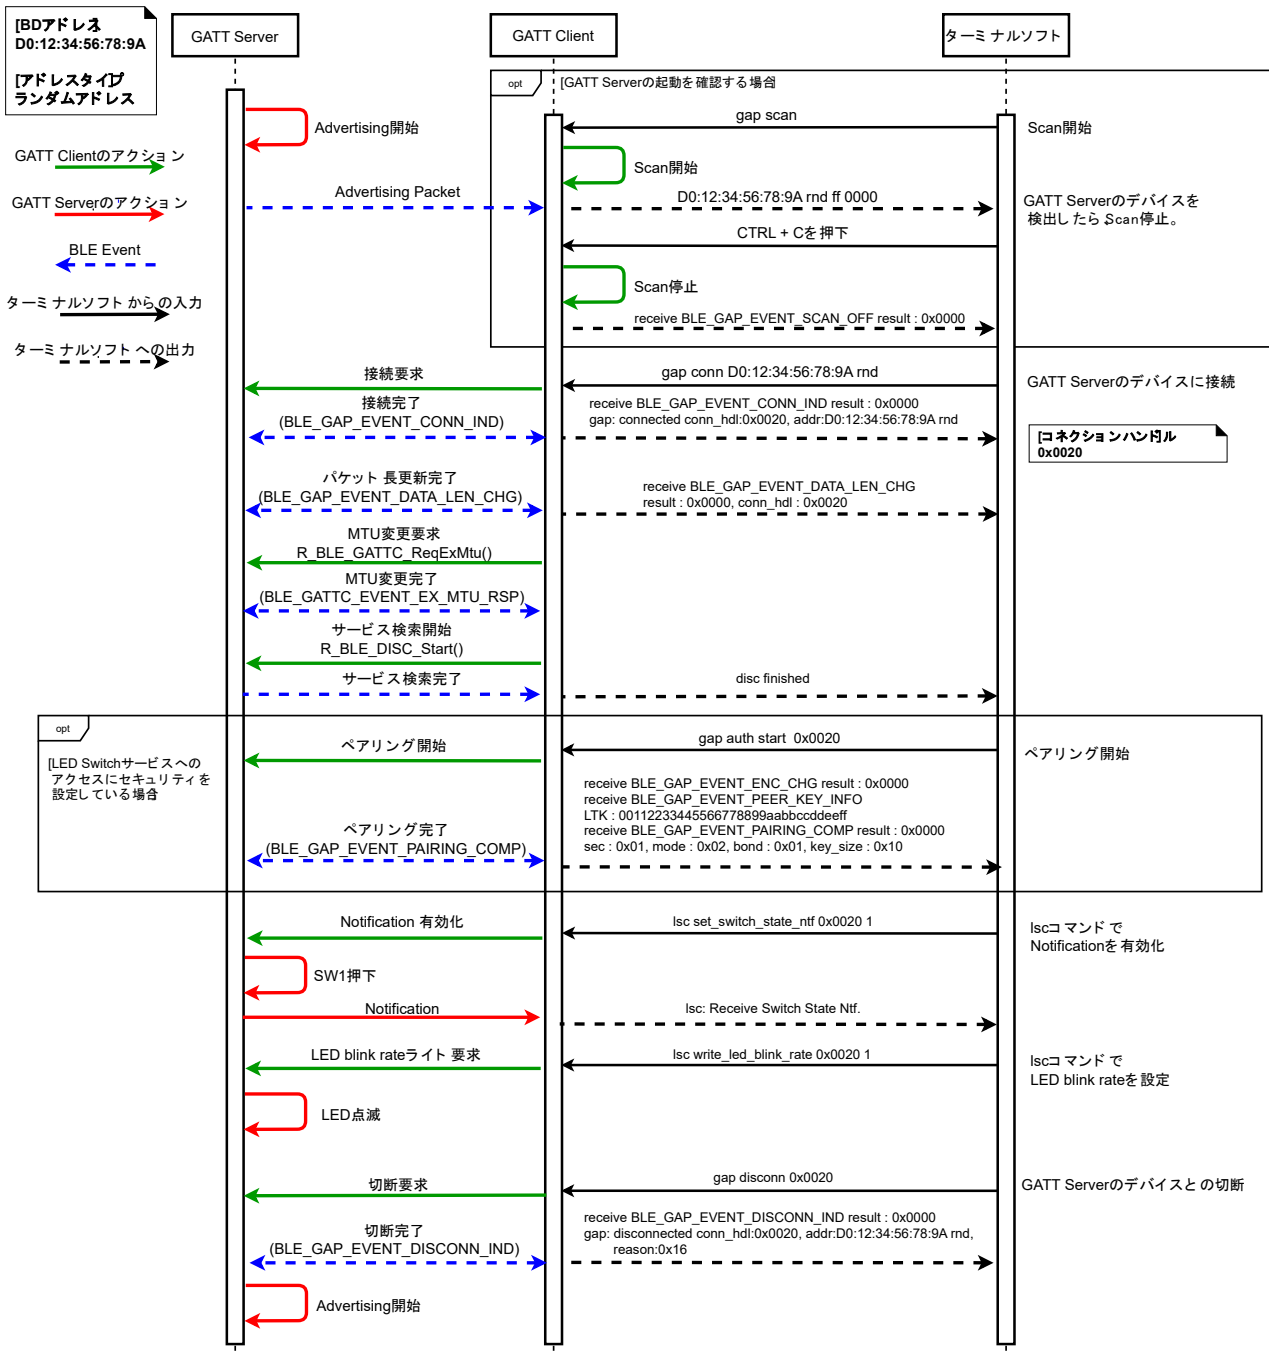 [BDアドレス]
D0:12:34:56:78:9A
[アドレスタイプ]
ランダムアドレス
GATT Server
GATT Client
ターミナルソフト
opt
[GATT Serverの起動を確認する場合]
GATT Clientのアクション
GATT Serverのアクション
BLE Event
ターミナルソフトからの入力
ターミナルソフトへの出力
Advertising開始
gap scan
Scan開始
Scan開始
Advertising Packet
D0:12:34:56:78:9A rnd ff 0000
GATT Serverのデバイスを
検出したら、Scan停止。
CTRL + Cを押下
Scan停止
receive BLE_GAP_EVENT_SCAN_OFF result : 0x0000
接続要求
gap conn D0:12:34:56:78:9A rnd
GATT Serverのデバイスに接続
接続完了
(BLE_GAP_EVENT_CONN_IND)
receive BLE_GAP_EVENT_CONN_IND result : 0x0000
gap: connected conn_hdl:0x0020, addr:D0:12:34:56:78:9A rnd
[コネクションハンドル]
0x0020
パケット長更新完了
(BLE_GAP_EVENT_DATA_LEN_CHG)
receive BLE_GAP_EVENT_DATA_LEN_CHG
result : 0x0000, conn_hdl : 0x0020
MTU変更要求
R_BLE_GATTC_ReqExMtu()
MTU変更完了
(BLE_GATTC_EVENT_EX_MTU_RSP)
サービス検索開始
R_BLE_DISC_Start()
サービス検索完了
disc finished
opt
[LED Switchサービスへの
アクセスにセキュリティを
設定している場合]
ペアリング開始
gap auth start 0x0020
ペアリング開始
receive BLE_GAP_EVENT_ENC_CHG result : 0x0000
receive BLE_GAP_EVENT_PEER_KEY_INFO
LTK : 00112233445566778899aabbccddeeff
receive BLE_GAP_EVENT_PAIRING_COMP result : 0x0000
sec : 0x01, mode : 0x02, bond : 0x01, key_size : 0x10
ペアリング完了
(BLE_GAP_EVENT_PAIRING_COMP)
Notification 有効化
lsc set_switch_state_ntf 0x0020 1
lscコマンドで
Notificationを有効化
SW1押下
Notification
lsc: Receive Switch State Ntf.
LED blink rateライト要求
lsc write_led_blink_rate 0x0020 1
lscコマンドで
LED blink rateを設定
LED点滅
切断要求
gap disconn 0x0020
GATT Serverのデバイスとの切断
切断完了
(BLE_GAP_EVENT_DISCONN_IND)
receive BLE_GAP_EVENT_DISCONN_IND result : 0x0000
gap: disconnected conn_hdl:0x0020, addr:D0:12:34:56:78:9A rnd,
reason:0x16
Advertising開始